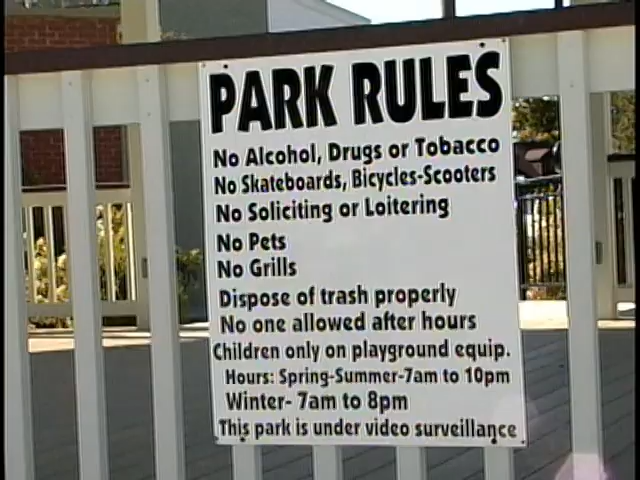 PARK RULES
No Alcohol, Drugs or Tobacco
No Skateboards, Bicycles-Scooters
No Soliciting or Loitering
No Pets
No Grills
Dispose of trash properly
No one allowed after hours
Children only on playground equip.
Hours: Spring-Summer-7am to 10pm
Winter- 7am to 8pm
This park is under video surveillance